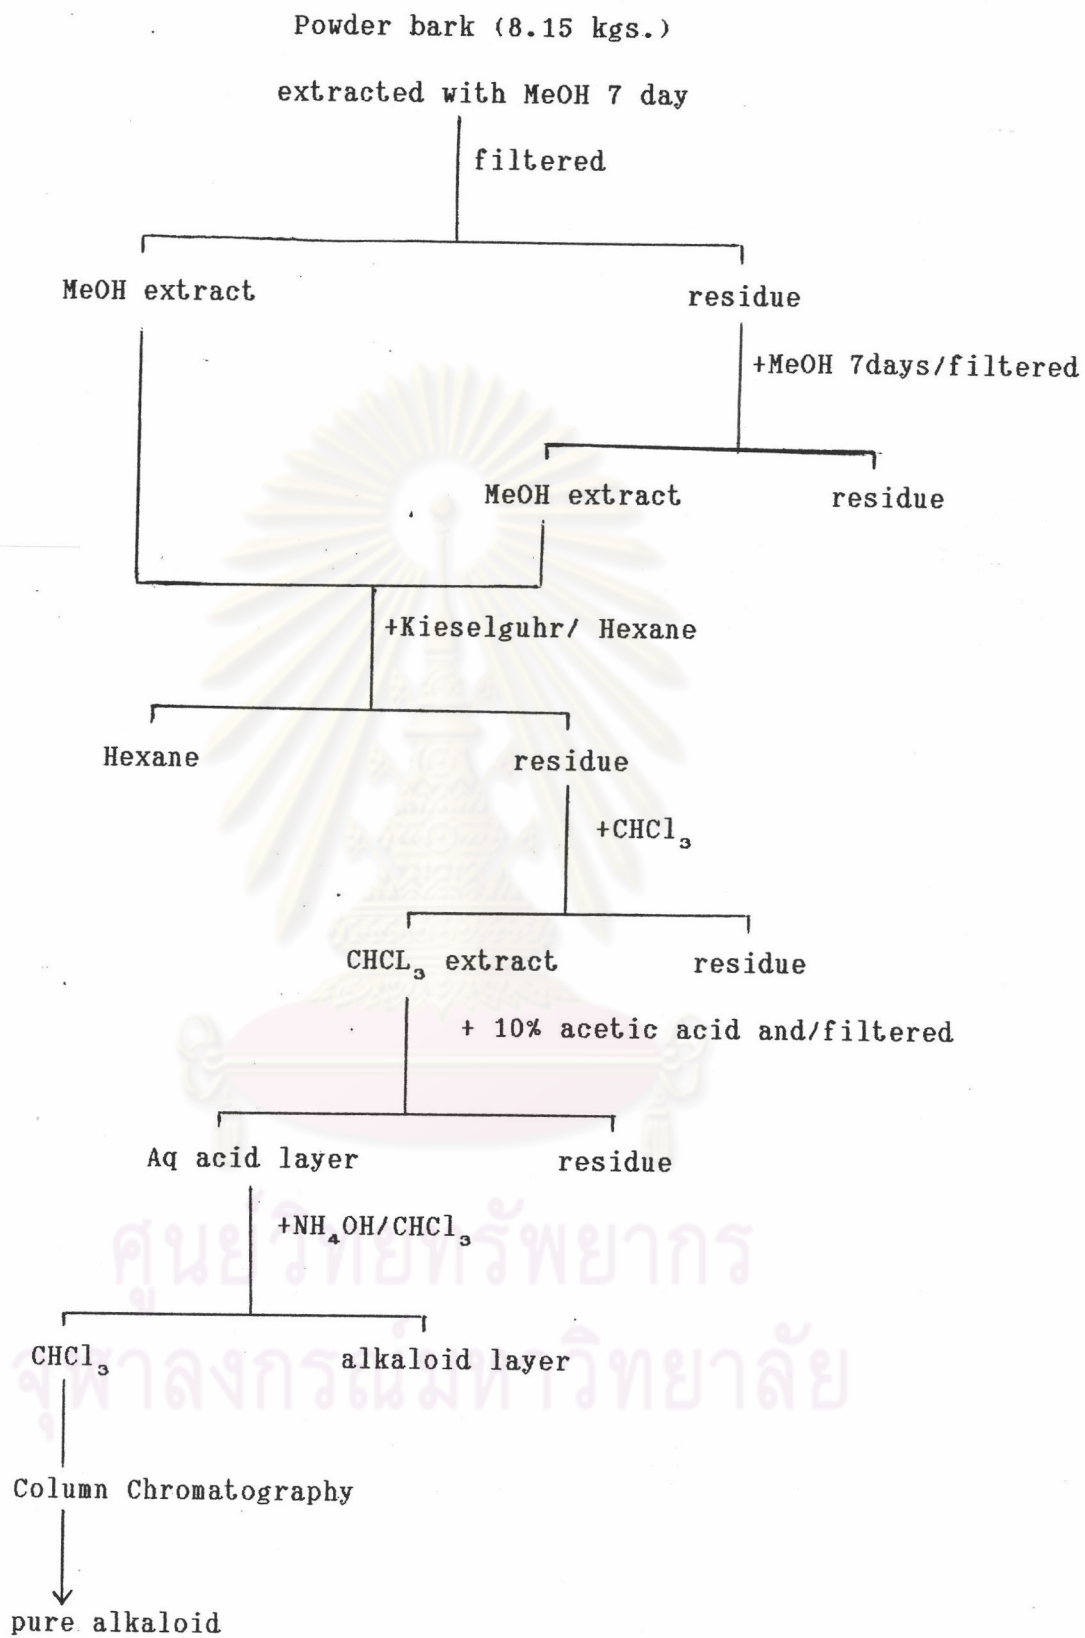 Powder bark (8.15 kgs.)
extracted with MeOH 7 day
filtered
MeOH extract
residue
+MeOH 7days/filtered
MeOH extract
residue
+Kieselguhr/ Hexane
Hexane
residue
+CHCl₃
CHCL₃ extract
residue
+ 10% acetic acid and/filtered
Aq acid layer
residue
+NH₄OH/CHCl₃
ศูนย์วิทยทรัพยากร
CHCl₃
alkaloid layer
จุฬาลงกรณ์มหาวิทยาลัย
Column Chromatography
pure alkaloid